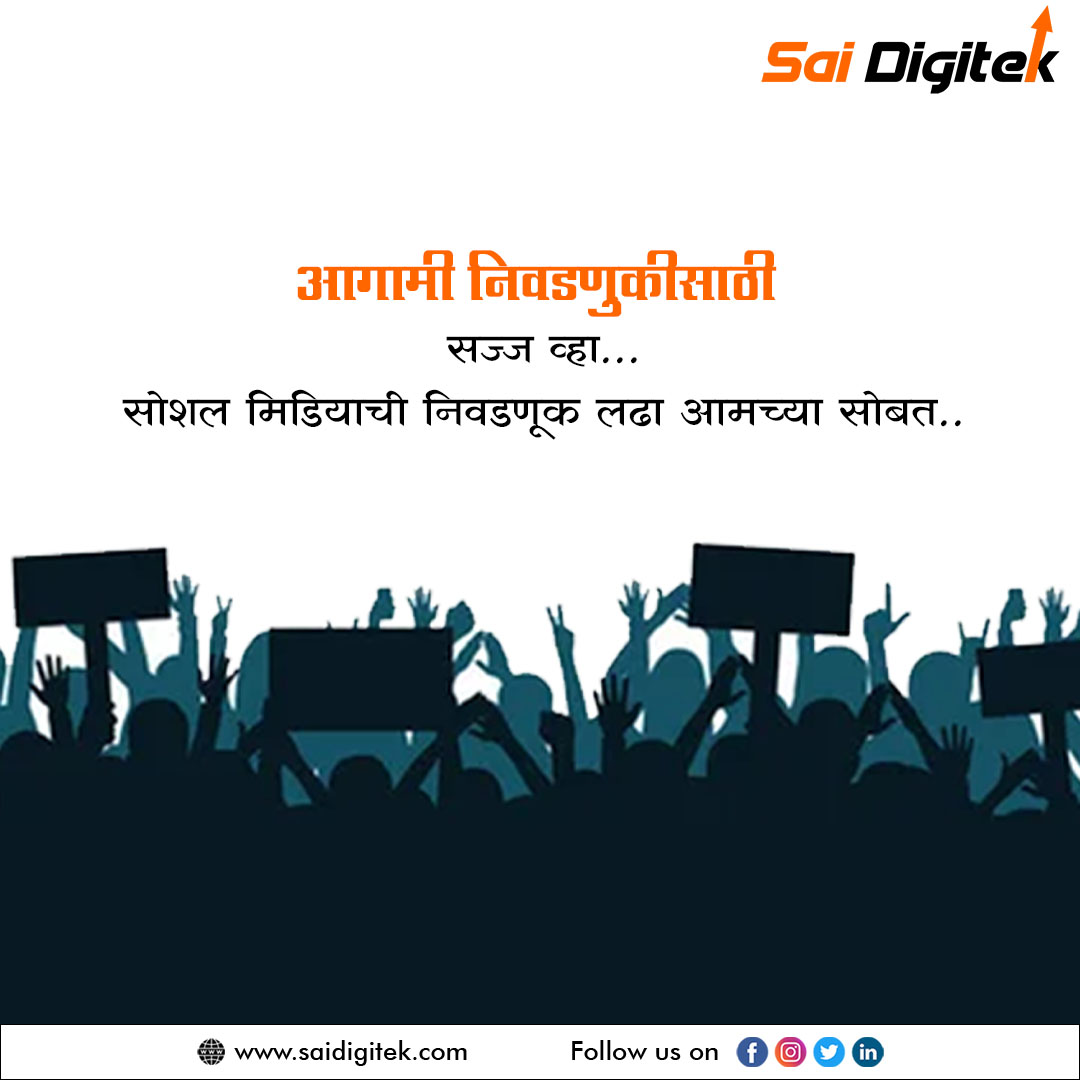 Sai Digitek
आगामी निवडणुकीसाठी
सज्ज व्हा...
सोशल मिडियाची निवडणूक लढा आमच्या सोबत..
www.saidigitek.com Follow us on